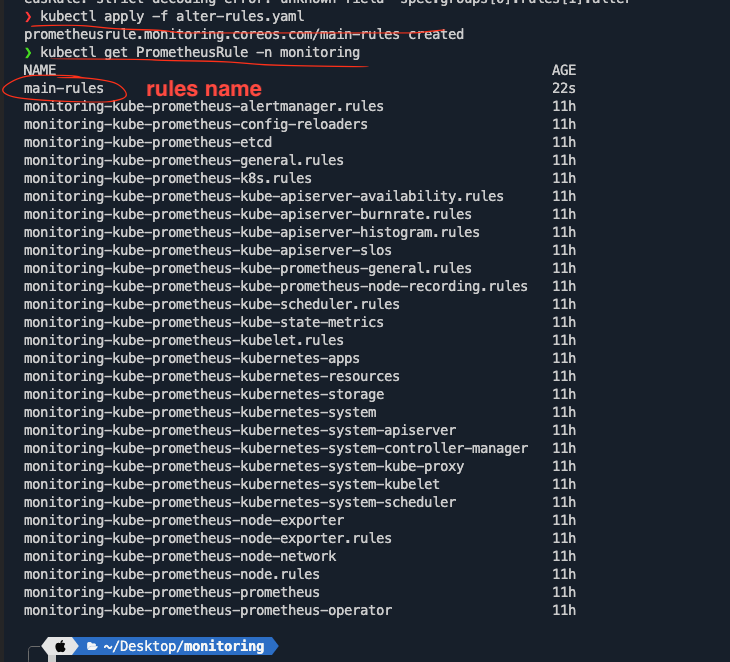 easRule: strict decoding error: unknown field "spec.groups[0].rules[1].alter"
❯ kubectl apply -f alter-rules.yaml
prometheusrule.monitoring.coreos.com/main-rules created
❯ kubectl get PrometheusRule -n monitoring
NAME AGE
main-rules rules name 22s
monitoring-kube-prometheus-alertmanager.rules 11h
monitoring-kube-prometheus-config-reloaders 11h
monitoring-kube-prometheus-etcd 11h
monitoring-kube-prometheus-general.rules 11h
monitoring-kube-prometheus-k8s.rules 11h
monitoring-kube-prometheus-kube-apiserver-availability.rules 11h
monitoring-kube-prometheus-kube-apiserver-burnrate.rules 11h
monitoring-kube-prometheus-kube-apiserver-histogram.rules 11h
monitoring-kube-prometheus-kube-apiserver-slos 11h
monitoring-kube-prometheus-kube-prometheus-general.rules 11h
monitoring-kube-prometheus-kube-prometheus-node-recording.rules 11h
monitoring-kube-prometheus-kube-scheduler.rules 11h
monitoring-kube-prometheus-kube-state-metrics 11h
monitoring-kube-prometheus-kubelet.rules 11h
monitoring-kube-prometheus-kubernetes-apps 11h
monitoring-kube-prometheus-kubernetes-resources 11h
monitoring-kube-prometheus-kubernetes-storage 11h
monitoring-kube-prometheus-kubernetes-system 11h
monitoring-kube-prometheus-kubernetes-system-apiserver 11h
monitoring-kube-prometheus-kubernetes-system-controller-manager 11h
monitoring-kube-prometheus-kubernetes-system-kube-proxy 11h
monitoring-kube-prometheus-kubernetes-system-kubelet 11h
monitoring-kube-prometheus-kubernetes-system-scheduler 11h
monitoring-kube-prometheus-node-exporter 11h
monitoring-kube-prometheus-node-exporter.rules 11h
monitoring-kube-prometheus-node-network 11h
monitoring-kube-prometheus-node.rules 11h
monitoring-kube-prometheus-prometheus 11h
monitoring-kube-prometheus-prometheus-operator 11h
~/Desktop/monitoring